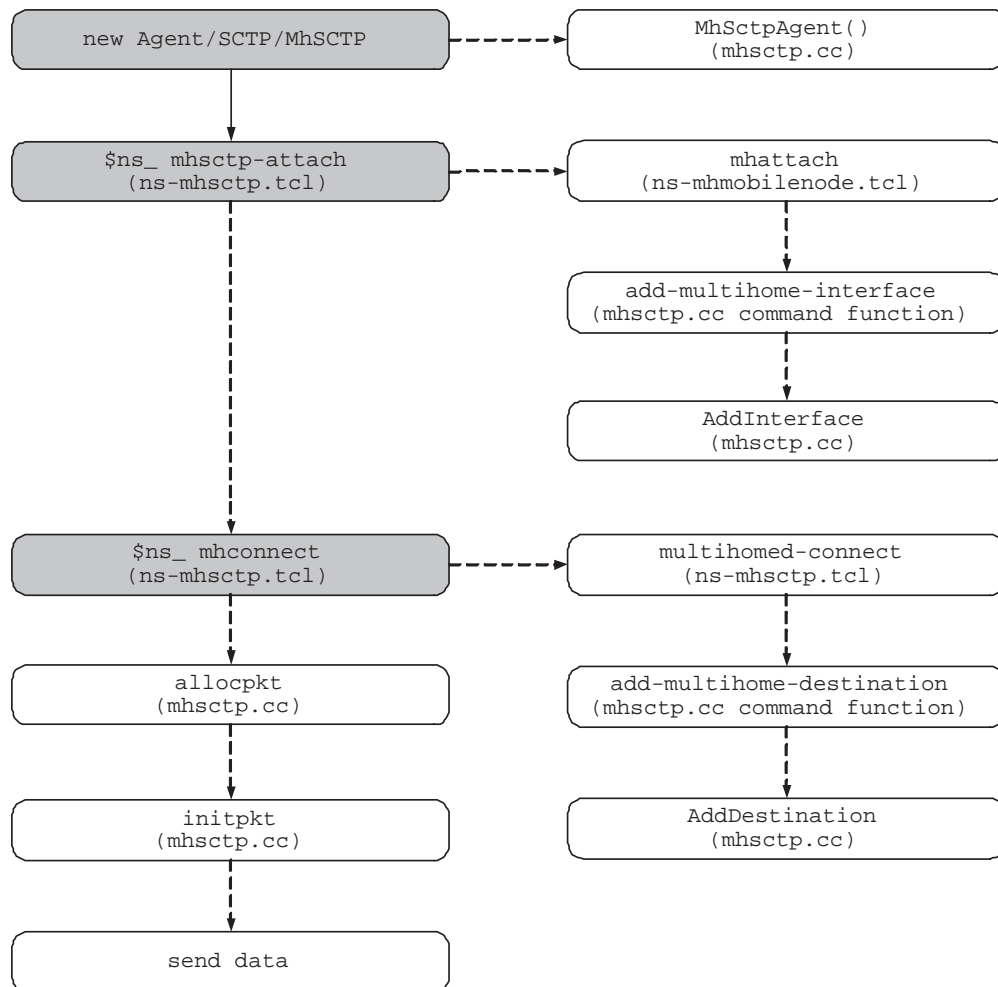 new Agent/SCTP/MhSCTP
MhSctpAgent()
(mhsctp.cc)
$ns_ mhsctp-attach
(ns-mhsctp.tcl)
mhattach
(ns-mhmobilenode.tcl)
add-multihome-interface
(mhsctp.cc command function)
AddInterface
(mhsctp.cc)
$ns_ mhconnect
(ns-mhsctp.tcl)
multihomed-connect
(ns-mhsctp.tcl)
allocpkt
(mhsctp.cc)
add-multihome-destination
(mhsctp.cc command function)
initpkt
(mhsctp.cc)
AddDestination
(mhsctp.cc)
send data